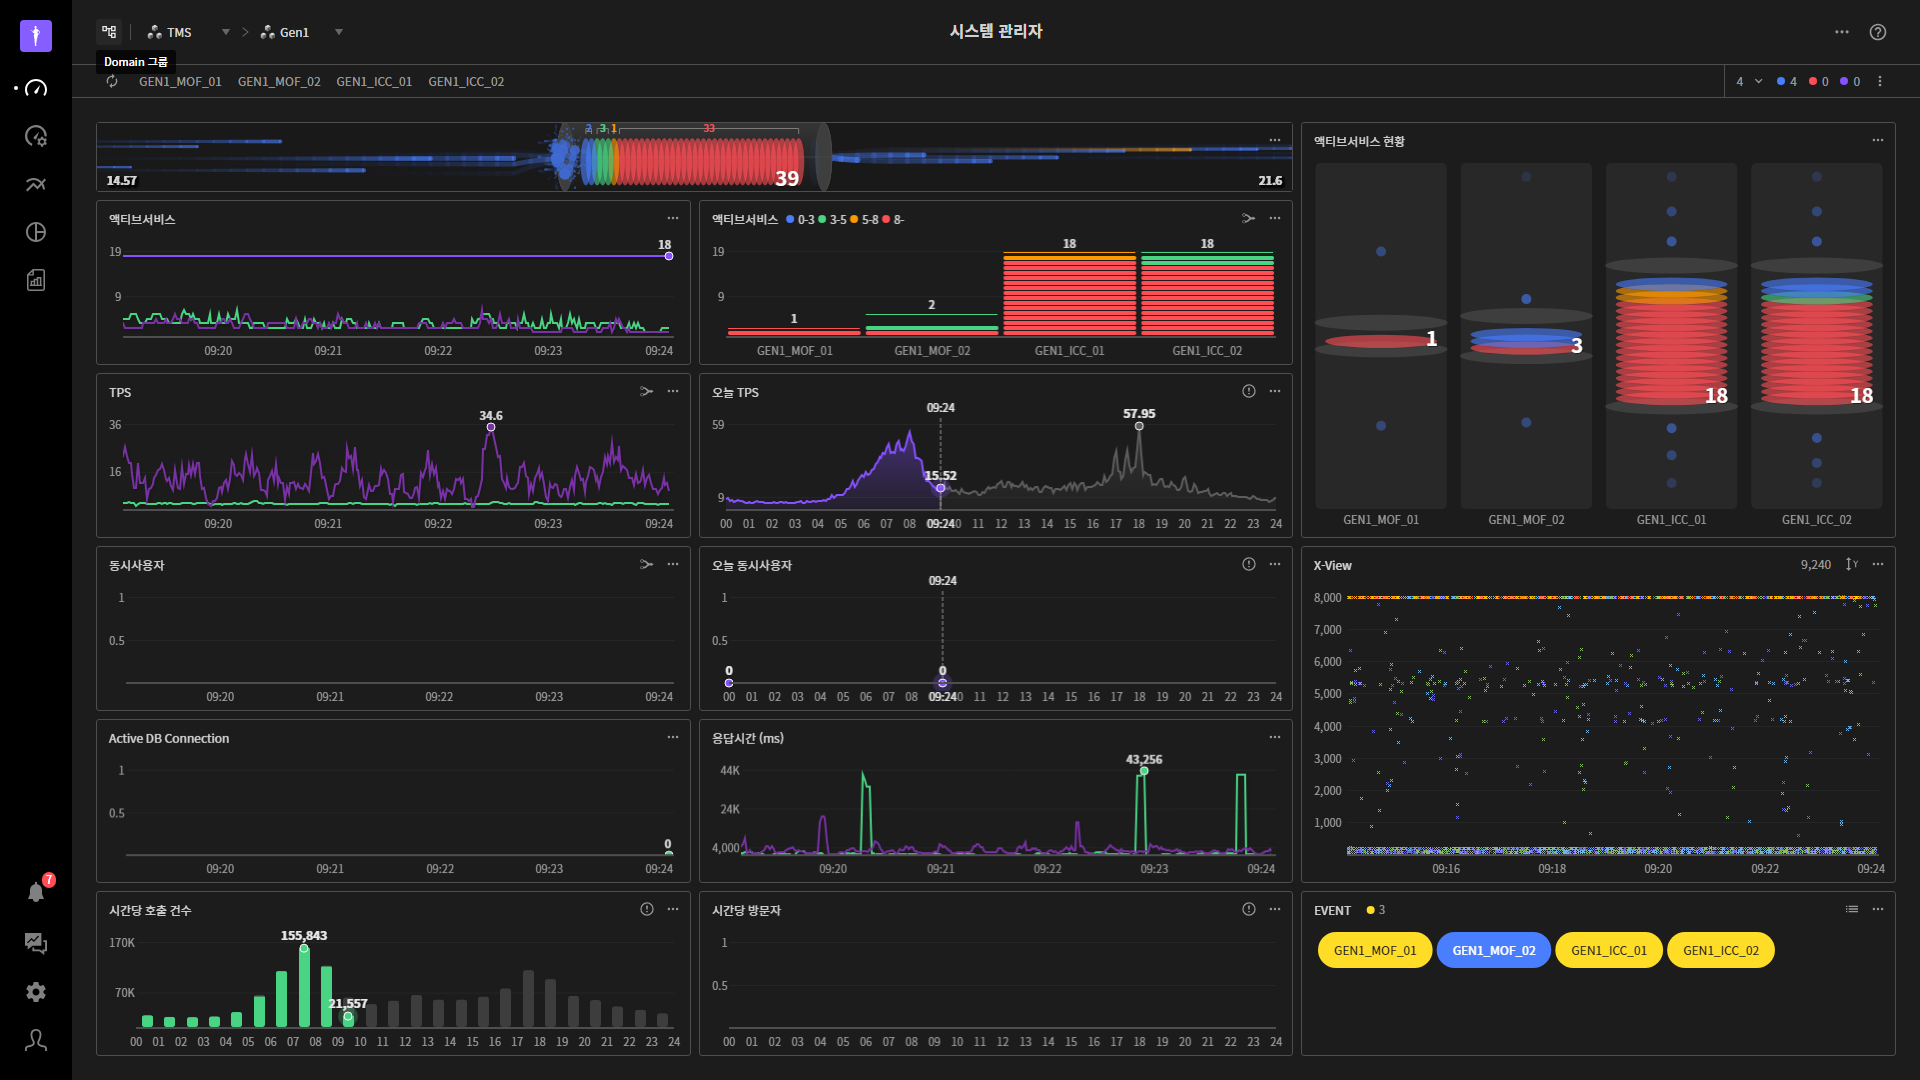 TMS
Gen1
시스템 관리자
Domain 그룹
GEN1_MOF_01 GEN1_MOF_02 GEN1_ICC_01 GEN1_ICC_02
4 4 0 0
2 3 1 33
14.57
39
21.6
액티브서비스
18
19
9
09:20 09:21 09:22 09:23 09:24
액티브서비스 0-3 3-5 5-8 8-
19
9
1 2 18 18
GEN1_MOF_01 GEN1_MOF_02 GEN1_ICC_01 GEN1_ICC_02
액티브서비스 현황
1 3 18 18
GEN1_MOF_01 GEN1_MOF_02 GEN1_ICC_01 GEN1_ICC_02
TPS
34.6
36
16
09:20 09:21 09:22 09:23 09:24
오늘 TPS
09:24
57.95
59
15.52
9
00 01 02 03 04 05 06 07 08 09:24 10 11 12 13 14 15 16 17 18 19 20 21 22 23 24
동시사용자
1
0.5
09:20 09:21 09:22 09:23 09:24
오늘 동시사용자
09:24
1
0.5
0 0
00 01 02 03 04 05 06 07 08 09:24 10 11 12 13 14 15 16 17 18 19 20 21 22 23 24
X-View
9,240
Y
8,000
7,000
6,000
5,000
4,000
3,000
2,000
1,000
09:16 09:18 09:20 09:22 09:24
Active DB Connection
1
0.5
0
09:20 09:21 09:22 09:23 09:24
응답시간 (ms)
43,256
44K
24K
4,000
09:20 09:21 09:22 09:23 09:24
7
시간당 호출 건수
155,843
170K
70K
21,557
00 01 02 03 04 05 06 07 08 09 10 11 12 13 14 15 16 17 18 19 20 21 22 23 24
시간당 방문자
1
0.5
00 01 02 03 04 05 06 07 08 09 10 11 12 13 14 15 16 17 18 19 20 21 22 23 24
EVENT 3
GEN1_MOF_01 GEN1_MOF_02 GEN1_ICC_01 GEN1_ICC_02